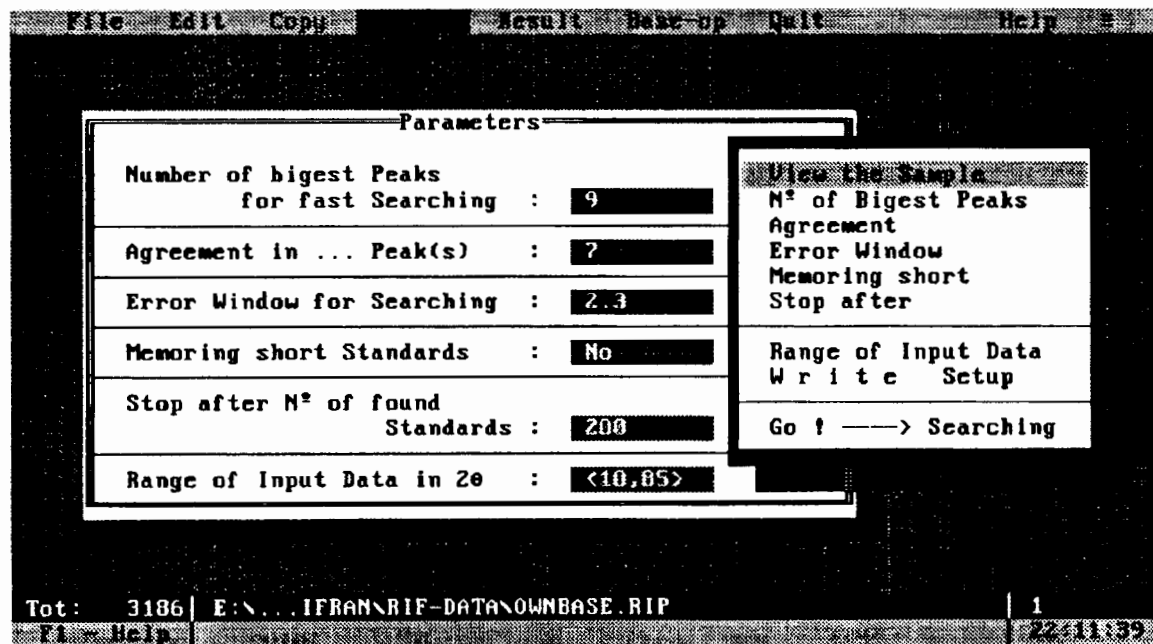 File Edit Copy Result Base-op Quit Help ≡
Parameters
Number of bigest Peaks
for fast Searching : 9
Agreement in ... Peak(s) : 7
Error Window for Searching : 2.3
Memoring short Standards : No
Stop after Nº of found
Standards : 200
Range of Input Data in 2θ : <10,85>
View the Sample
Nº of Bigest Peaks
Agreement
Error Window
Memoring short
Stop after
Range of Input Data
W r i t e Setup
Go ! ----> Searching
Tot: 3186 E:\...IFRAN\RIF-DATA\OWNBASE.RIP 1
F1 - Help 22:11:39